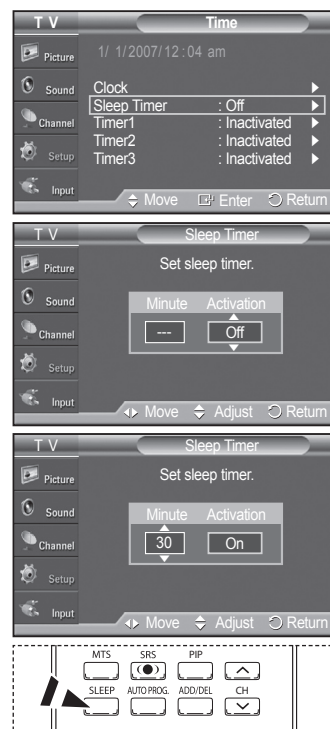 TV Time
Picture 1/ 1/2007/12:04 am
Sound Clock
Channel Sleep Timer : Off
Timer1 : Inactivated
Setup Timer2 : Inactivated
Timer3 : Inactivated
Input
Move Enter Return
TV Sleep Timer
Picture Set sleep timer.
Sound Minute Activation
Channel --- Off
Setup
Input
Move Adjust Return
TV Sleep Timer
Picture Set sleep timer.
Sound Minute Activation
Channel 30 On
Setup
Input
Move Adjust Return
MTS SRS PIP
SLEEP AUTO PROG. ADD/DEL CH